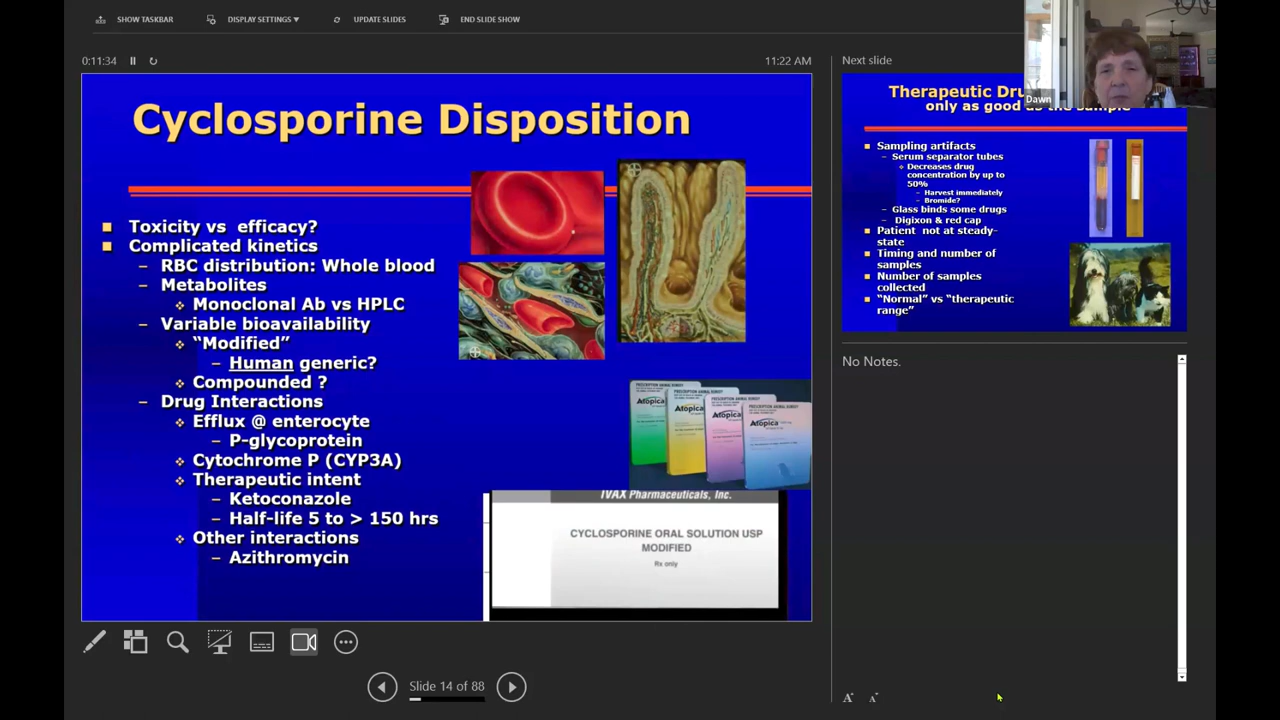 SHOW TASKBAR
DISPLAY SETTINGS ▾
UPDATE SLIDES
END SLIDE SHOW
0:11:34
11:22 AM
Cyclosporine Disposition
Toxicity vs efficacy?
Complicated kinetics
– RBC distribution: Whole blood
– Metabolites
Monoclonal Ab vs HPLC
– Variable bioavailability
“Modified”
– Human generic?
Compounded ?
– Drug Interactions
Efflux @ enterocyte
– P-glycoprotein
Cytochrome P (CYP3A)
Therapeutic intent
– Ketoconazole
– Half-life 5 to > 150 hrs
Other interactions
– Azithromycin
Atopica
Atopica
Atopica
Atopica
IVAX Pharmaceuticals, Inc.
CYCLOSPORINE ORAL SOLUTION USP
MODIFIED
Rx only
Slide 14 of 88
Next slide
Dawn
Therapeutic
only as good as the sample
Sampling artifacts
– Serum separator tubes
Decreases drug
concentration by up to
50%
– Harvest immediately
– Bromide?
– Glass binds some drugs
– Digixon & red cap
Patient not at steady-
state
Timing and number of
samples
Number of samples
collected
“Normal” vs “therapeutic
range”
No Notes.